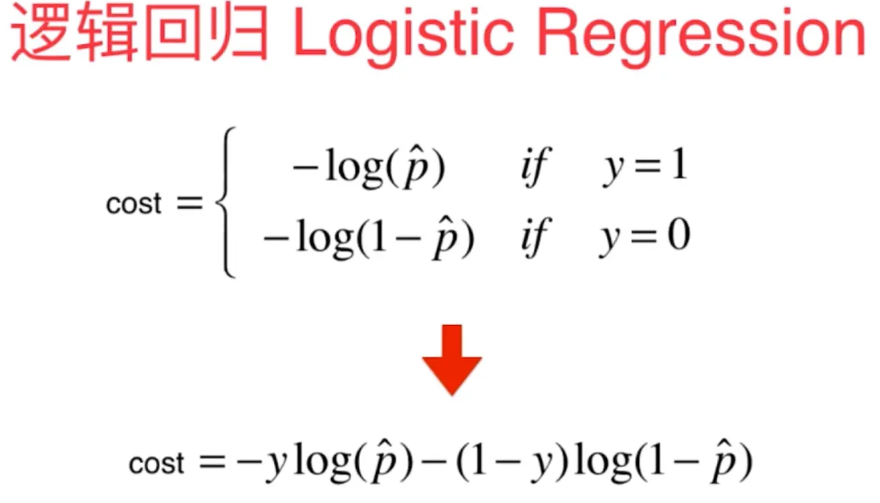 逻辑回归 Logistic Regression
cost = { −log(p̂) if y = 1
−log(1 − p̂) if y = 0
cost = −y log(p̂) − (1 − y)log(1 − p̂)